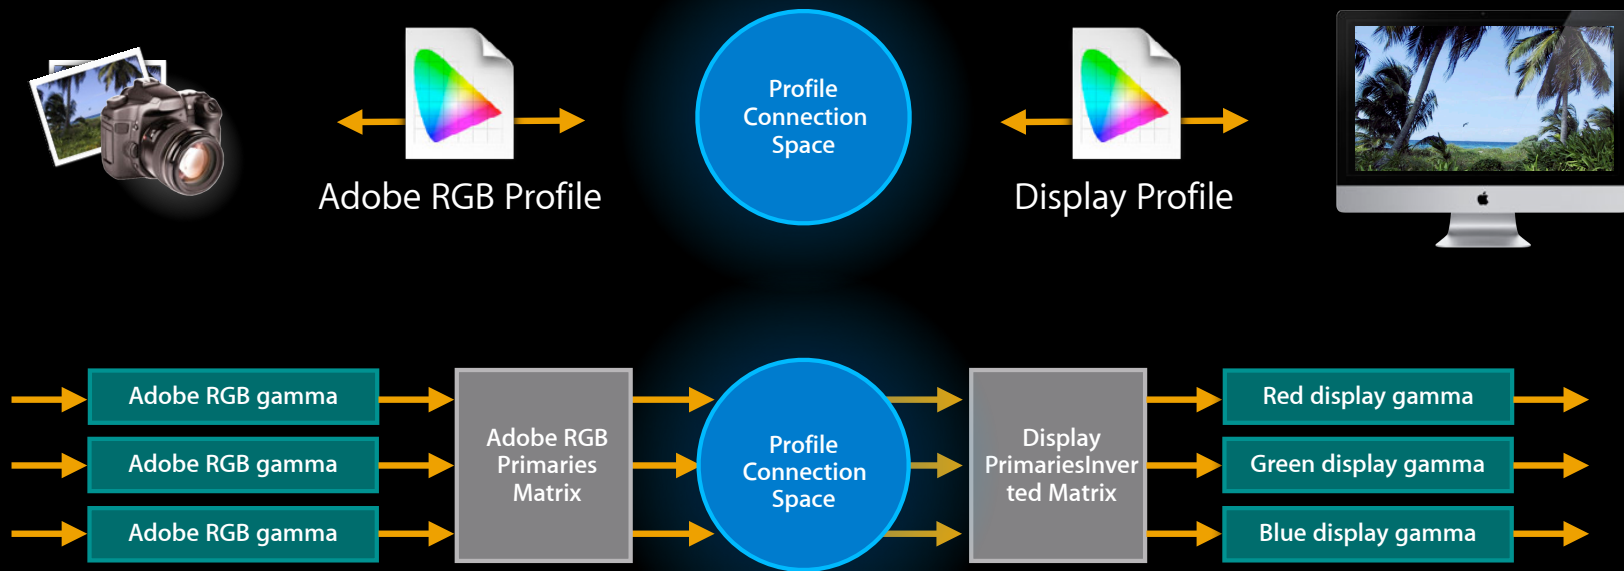 Profile
Connection
Space
Adobe RGB Profile
Display Profile
Adobe RGB gamma
Adobe RGB gamma
Adobe RGB gamma
Adobe RGB
Primaries
Matrix
Profile
Connection
Space
Display
PrimariesInver
ted Matrix
Red display gamma
Green display gamma
Blue display gamma